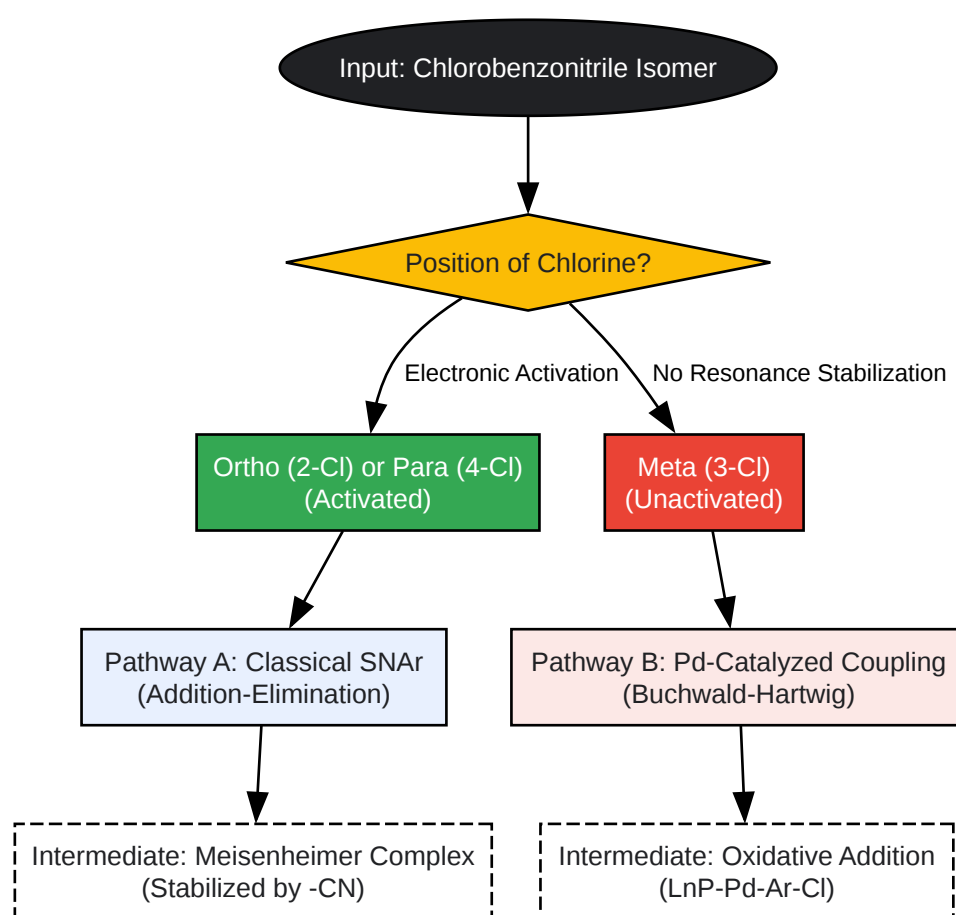 Input: Chlorobenzonitrile Isomer
Position of Chlorine?
Electronic Activation
No Resonance Stabilization
Ortho (2-Cl) or Para (4-Cl)
(Activated)
Meta (3-Cl)
(Unactivated)
Pathway A: Classical SNAr
(Addition-Elimination)
Pathway B: Pd-Catalyzed Coupling
(Buchwald-Hartwig)
Intermediate: Meisenheimer Complex
(Stabilized by -CN)
Intermediate: Oxidative Addition
(LnP-Pd-Ar-Cl)